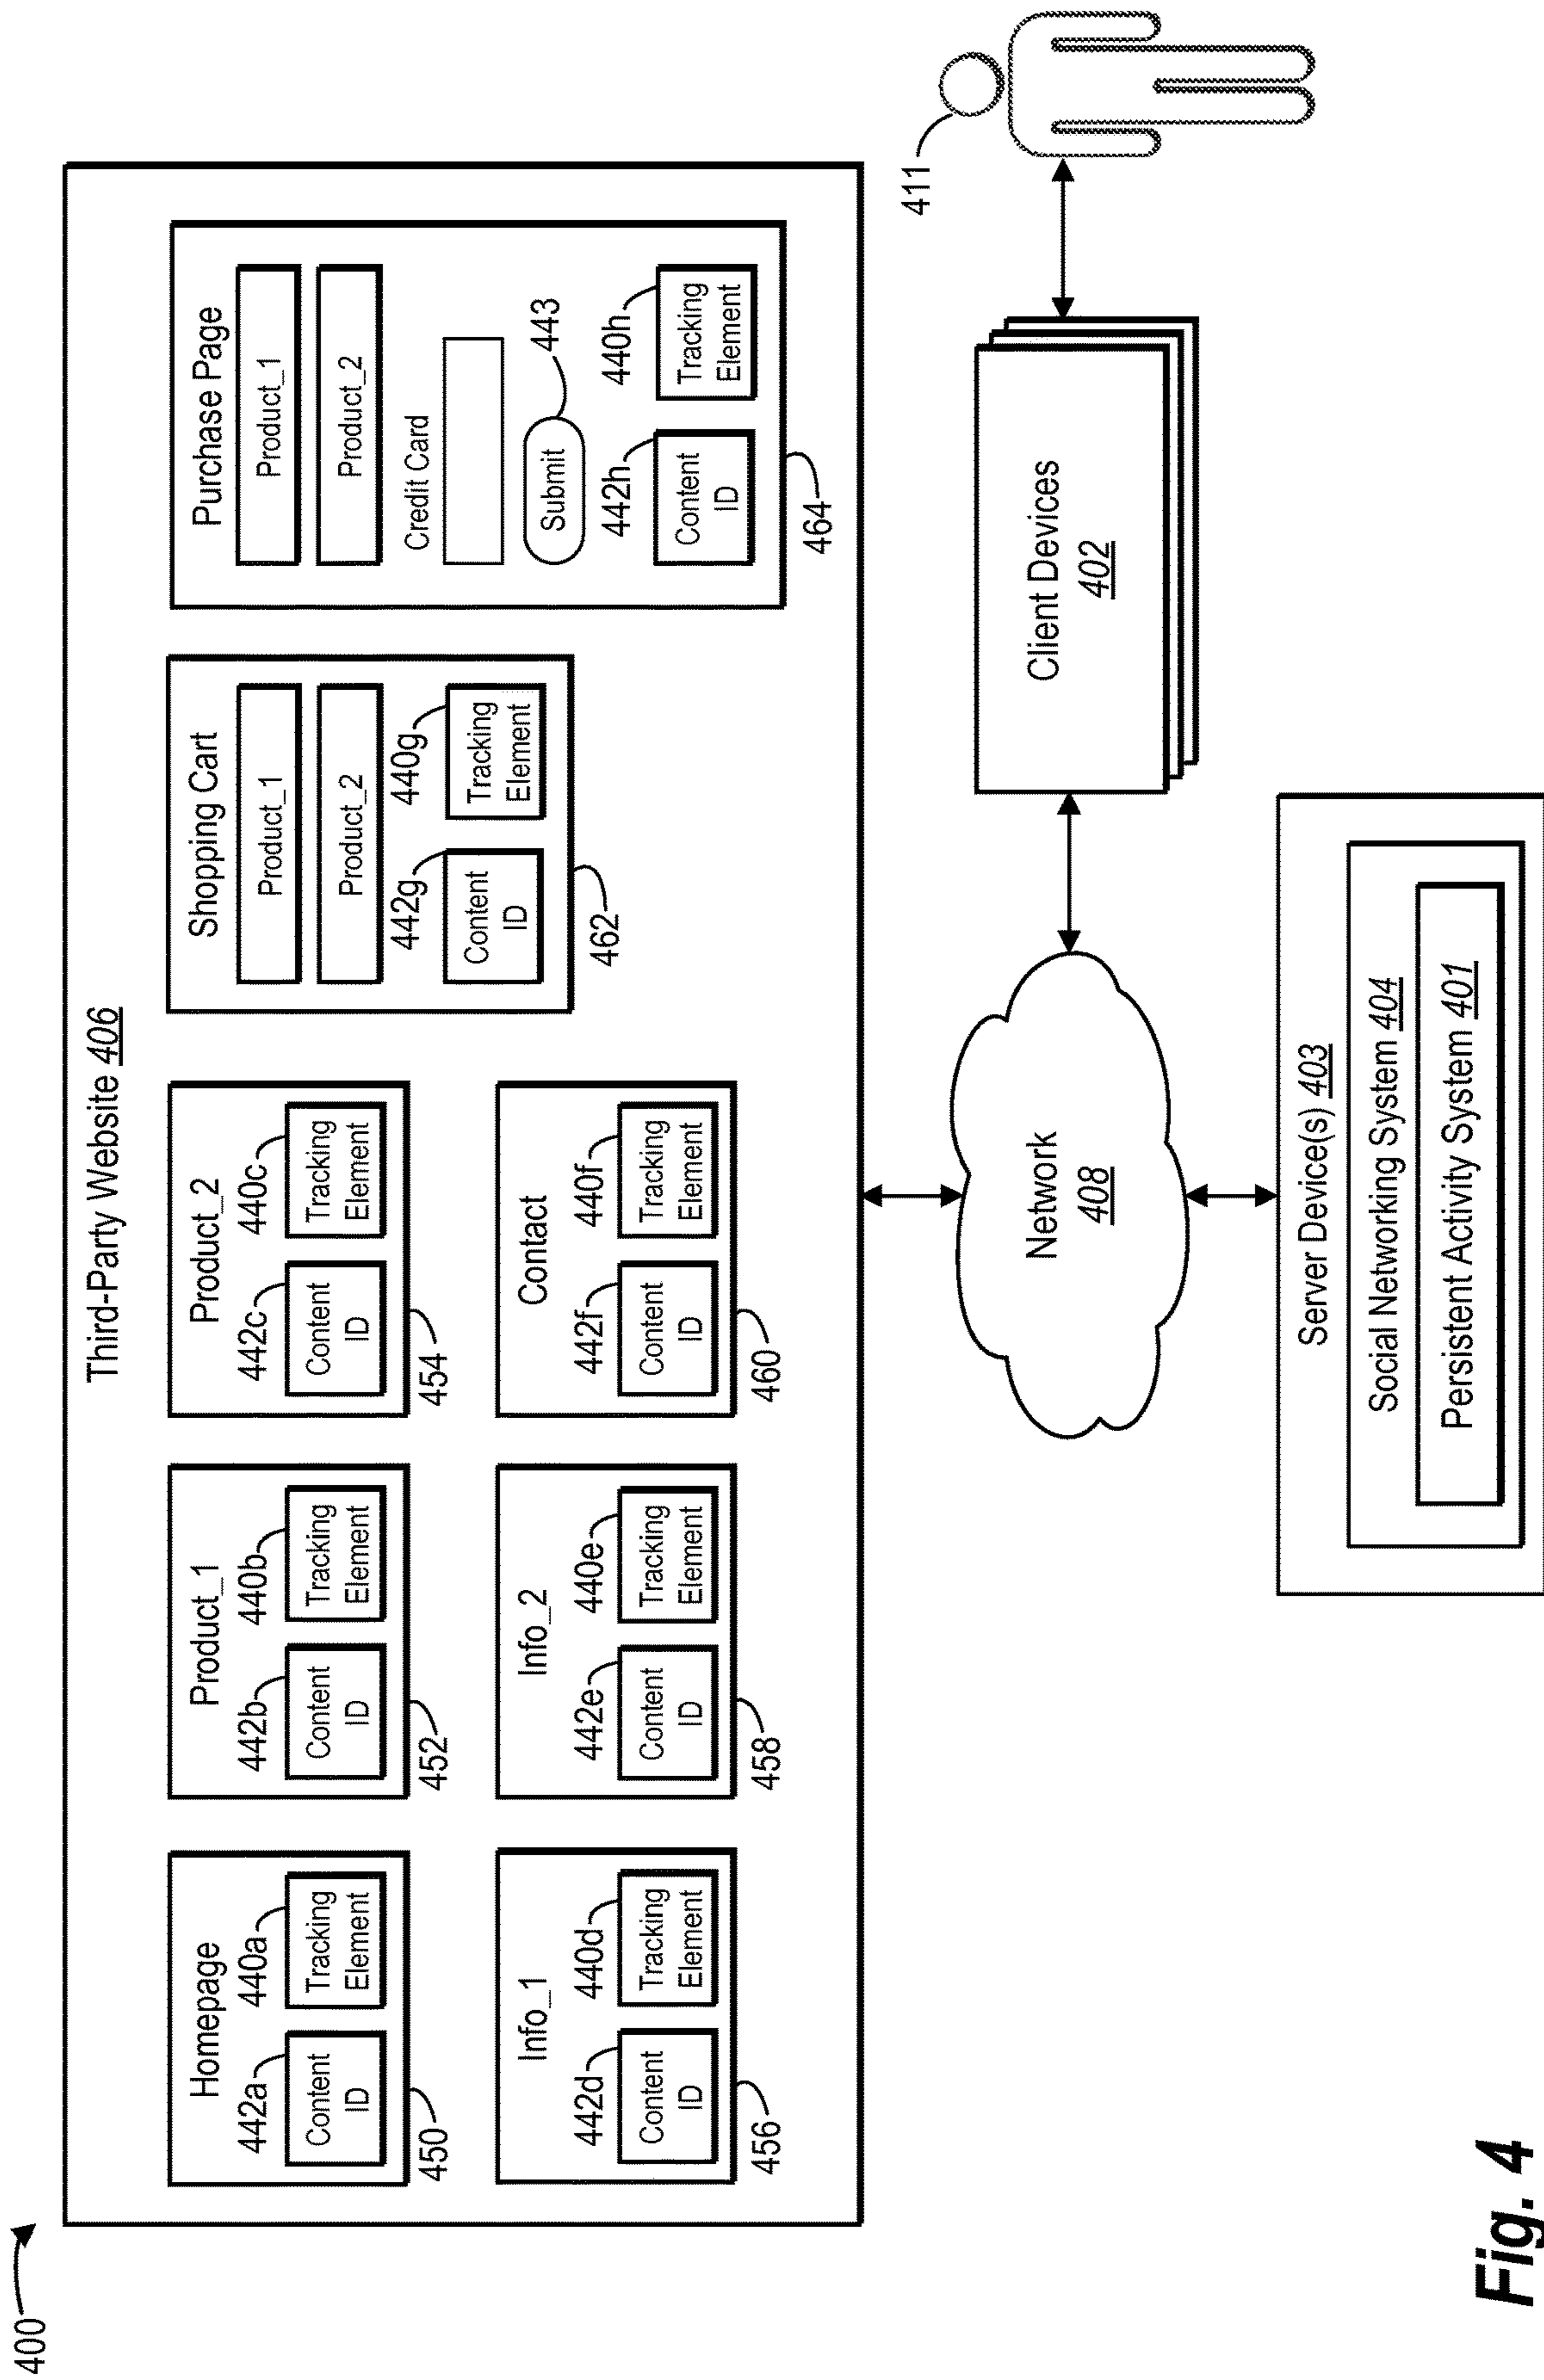 400
Third-Party Website 406
Homepage
442a
440a
Content
ID
Tracking
Element
450
Product_1
442b
440b
Content
ID
Tracking
Element
452
Product_2
442c
440c
Content
ID
Tracking
Element
454
Shopping Cart
Product_1
Product_2
442g
440g
Content
ID
Tracking
Element
462
Purchase Page
Product_1
Product_2
Credit Card
Submit
443
442h
440h
Content
ID
Tracking
Element
464
Info_1
442d
440d
Content
ID
Tracking
Element
456
Info_2
442e
440e
Content
ID
Tracking
Element
458
Contact
442f
440f
Content
ID
Tracking
Element
460
Network
408
Client Devices
402
411
Server Device(s) 403
Social Networking System 404
Persistent Activity System 401
Fig. 4